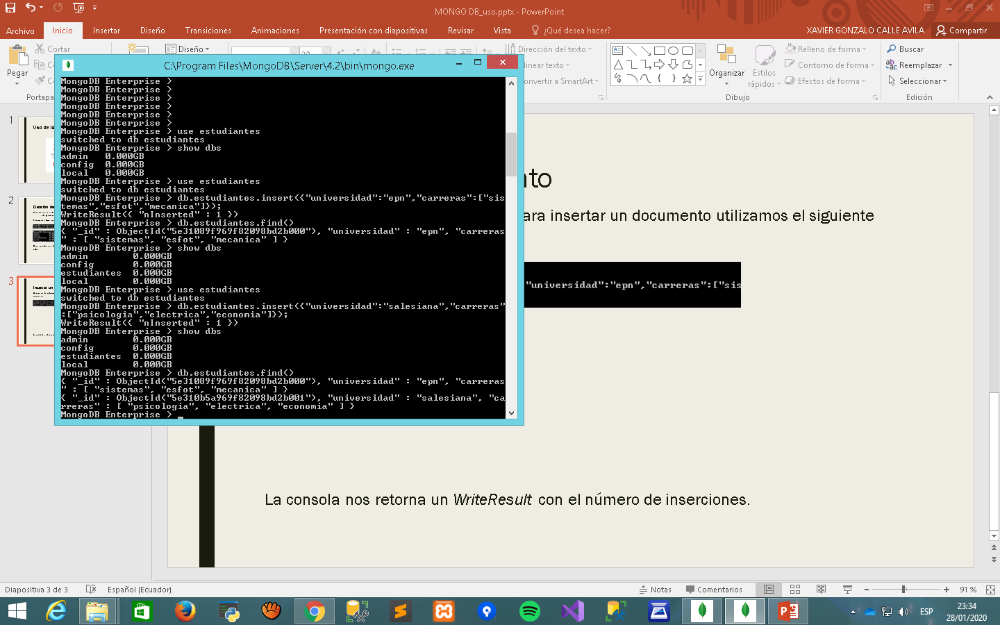 MONGO DB_uso.pptx - PowerPoint
Archivo Inicio Insertar Diseño Transiciones Animaciones Presentación con diapositivas Revisar Vista ¿Qué desea hacer? XAVIER GONZALO CALLE AVILA Compartir
Pegar
Cortar
Diseño
Dirección del texto
linear texto
onvertir a SmartArt
Organizar
Estilos
rápidos
Relleno de forma
Contorno de forma
Efectos de forma
Buscar
Reemplazar
Seleccionar
Portapa
Dibujo
Edición
C:\Program Files\MongoDB\Server\4.2\bin\mongo.exe
MongoDB Enterprise >
MongoDB Enterprise >
MongoDB Enterprise >
MongoDB Enterprise >
MongoDB Enterprise >
MongoDB Enterprise >
MongoDB Enterprise > use estudiantes
switched to db estudiantes
MongoDB Enterprise > show dbs
admin 0.000GB
config 0.000GB
local 0.000GB
MongoDB Enterprise > use estudiantes
switched to db estudiantes
MongoDB Enterprise > db.estudiantes.insert({"universidad":"epn","carreras":["sis
temas","esfot","mecanica"]});
WriteResult({ "nInserted" : 1 })
MongoDB Enterprise > db.estudiantes.find()
{ "_id" : ObjectId("5e31089f969f82098bd2b000"), "universidad" : "epn", "carreras
" : [ "sistemas", "esfot", "mecanica" ] }
MongoDB Enterprise > show dbs
admin 0.000GB
config 0.000GB
estudiantes 0.000GB
local 0.000GB
MongoDB Enterprise > use estudiantes
switched to db estudiantes
MongoDB Enterprise > db.estudiantes.insert({"universidad":"salesiana","carreras"
:["psicologia","electrica","economia"]});
WriteResult({ "nInserted" : 1 })
MongoDB Enterprise > show dbs
admin 0.000GB
config 0.000GB
estudiantes 0.000GB
local 0.000GB
MongoDB Enterprise > db.estudiantes.find()
{ "_id" : ObjectId("5e31089f969f82098bd2b000"), "universidad" : "epn", "carreras
" : [ "sistemas", "esfot", "mecanica" ] }
{ "_id" : ObjectId("5e310b5a969f82098bd2b001"), "universidad" : "salesiana", "ca
rreras" : [ "psicologia", "electrica", "economia" ] }
MongoDB Enterprise >
1
2
3
nto
ara insertar un documento utilizamos el siguiente
"universidad":"epn","carreras":["sis
La consola nos retorna un WriteResult con el número de inserciones.
Diapositiva 3 de 3 Español (Ecuador) Notas Comentarios 91 %
ESP
23:34
28/01/2020